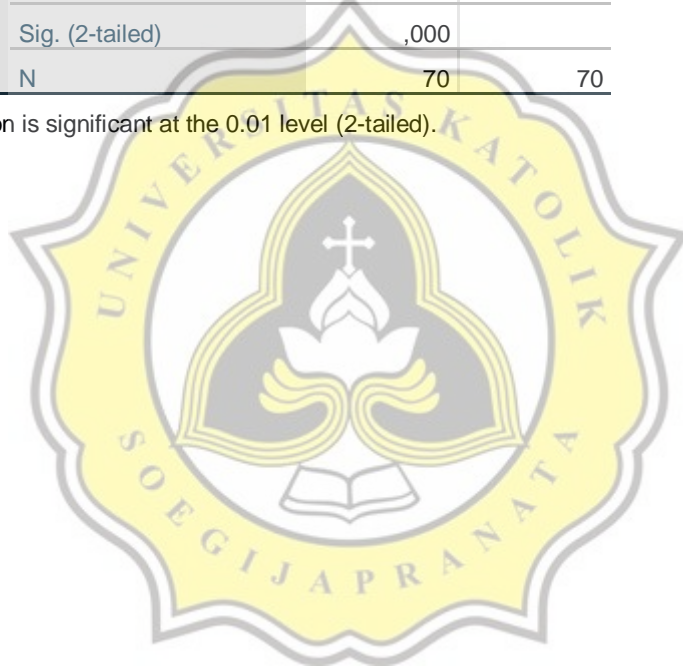 Sig. (2-tailed) ,000
N 70 70
on is significant at the 0.01 level (2-tailed).
UNIVERSITAS KATOLIK
SOEGIJAPRANATA